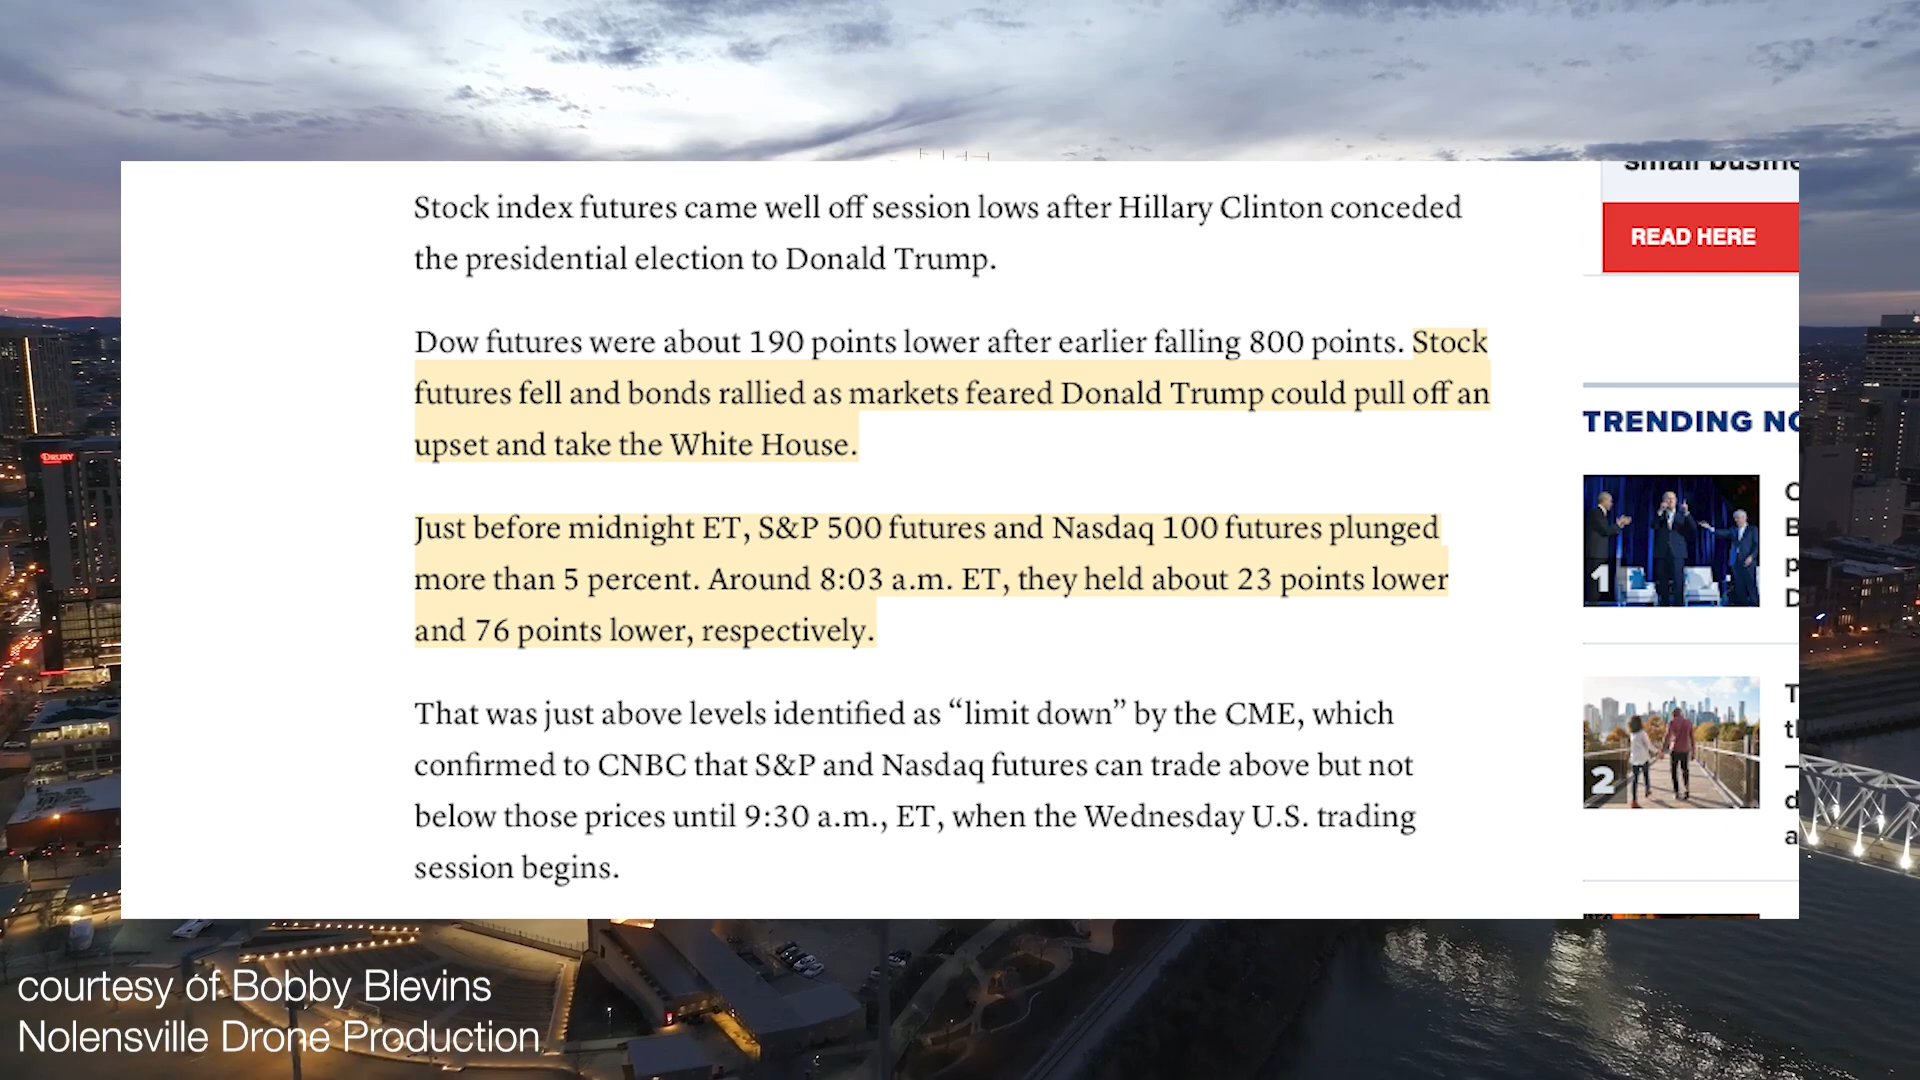 small busine
READ HERE
Stock index futures came well off session lows after Hillary Clinton conceded
the presidential election to Donald Trump.
Dow futures were about 190 points lower after earlier falling 800 points. Stock
futures fell and bonds rallied as markets feared Donald Trump could pull off an
upset and take the White House.
Just before midnight ET, S&P 500 futures and Nasdaq 100 futures plunged
more than 5 percent. Around 8:03 a.m. ET, they held about 23 points lower
and 76 points lower, respectively.
That was just above levels identified as “limit down” by the CME, which
confirmed to CNBC that S&P and Nasdaq futures can trade above but not
below those prices until 9:30 a.m., ET, when the Wednesday U.S. trading
session begins.
TRENDING NO
1
2
DRURY
courtesy of Bobby Blevins
Nolensville Drone Production